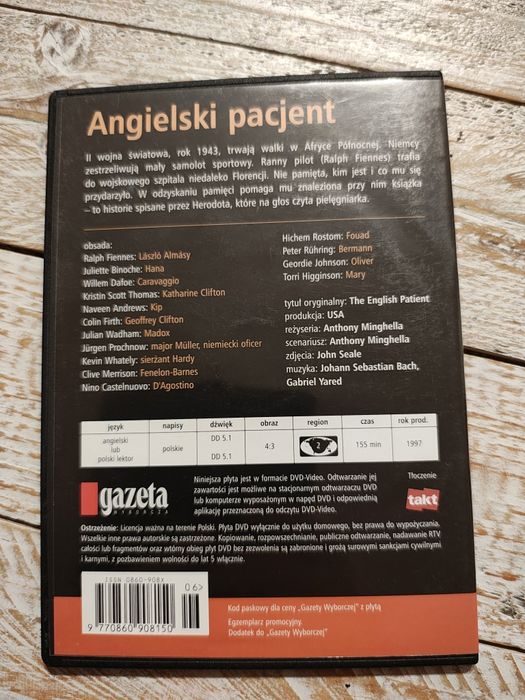 Angielski pacjent
II wojna światowa, rok 1943, trwają walki w Afryce Północnej. Niemcy
zestrzeliwują mały samolot sportowy. Ranny pilot (Ralph Fiennes) trafia
do wojskowego szpitala niedaleko Florencji. Nie pamięta, kim jest i co mu się
przydarzyło. W odzyskaniu pamięci pomaga mu znaleziona przy nim książka
– to historie spisane przez Herodota, które na głos czyta pielęgniarka.
obsada:
Ralph Fiennes: László Almásy
Juliette Binoche: Hana
Willem Dafoe: Caravaggio
Kristin Scott Thomas: Katharine Clifton
Naveen Andrews: Kip
Colin Firth: Geoffrey Clifton
Julian Wadham: Madox
Jürgen Prochnow: major Müller, niemiecki oficer
Kevin Whately: sierżant Hardy
Clive Merrison: Fenelon-Barnes
Nino Castelnuovo: D'Agostino
Hichem Rostom: Fouad
Peter Rühring: Bermann
Geordie Johnson: Oliver
Torri Higginson: Mary
tytuł oryginalny: The English Patient
produkcja: USA
reżyseria: Anthony Minghella
scenariusz: Anthony Minghella
zdjęcia: John Seale
muzyka: Johann Sebastian Bach,
Gabriel Yared
język napisy dźwięk obraz region czas rok prod.
angielski lub polski lektor polskie DD 5.1 DD 5.1 4:3 2 155 min 1997
gazeta
WYBORCZA
Niniejsza płyta jest w formacie DVD-Video. Odtwarzanie jej
zawartości jest możliwe na stacjonarnym odtwarzaczu DVD
lub komputerze wyposażonym w napęd DVD i odpowiednią
aplikację przeznaczoną do odczytu DVD-Video.
Tłoczenie
takt
Ostrzeżenie: Licencja ważna na terenie Polski. Płyta DVD wyłącznie do użytku domowego, bez prawa do wypożyczania.
Wszelkie inne prawa autorskie są zastrzeżone. Kopiowanie, rozpowszechnianie, publiczne odtwarzanie, nadawanie RTV
całości lub fragmentów oraz wtórny obieg płyt DVD bez zezwolenia są zabronione i grożą surowymi sankcjami cywilnymi
i karnymi, z pozbawieniem wolności do lat 5 włącznie.
ISSN 0860-908X
06>
9 770860 908150
Kod paskowy dla ceny „Gazety Wyborczej” z płytą
Egzemplarz promocyjny.
Dodatek do „Gazety Wyborczej”